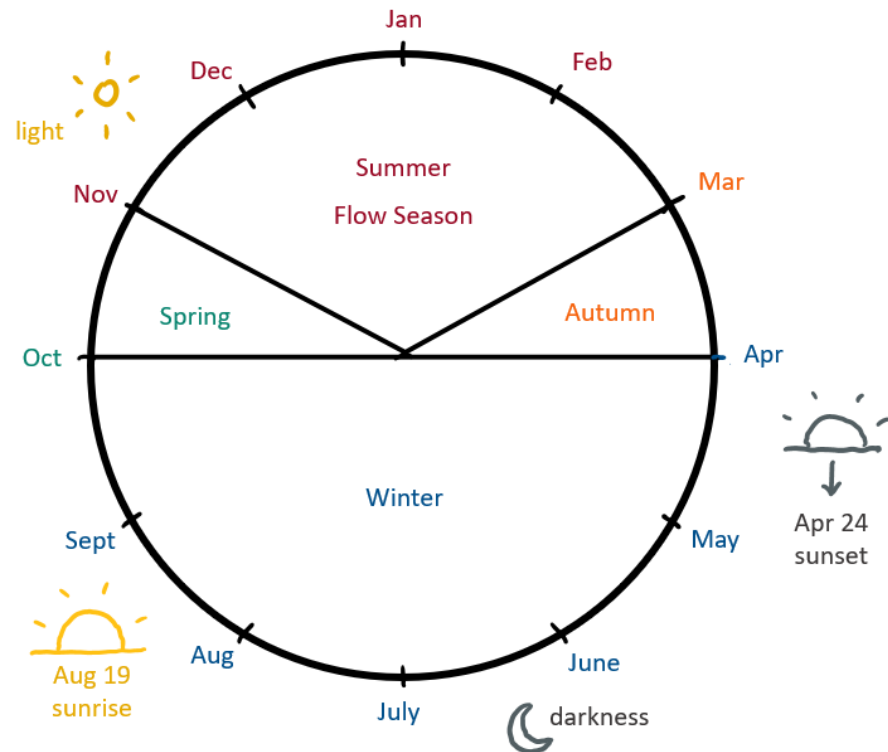 Jan
Dec
Feb
light
Summer
Nov
Mar
Flow Season
Spring
Autumn
Oct
Apr
Winter
Sept
May
Apr 24
sunset
Aug
June
Aug 19
sunrise
July
darkness